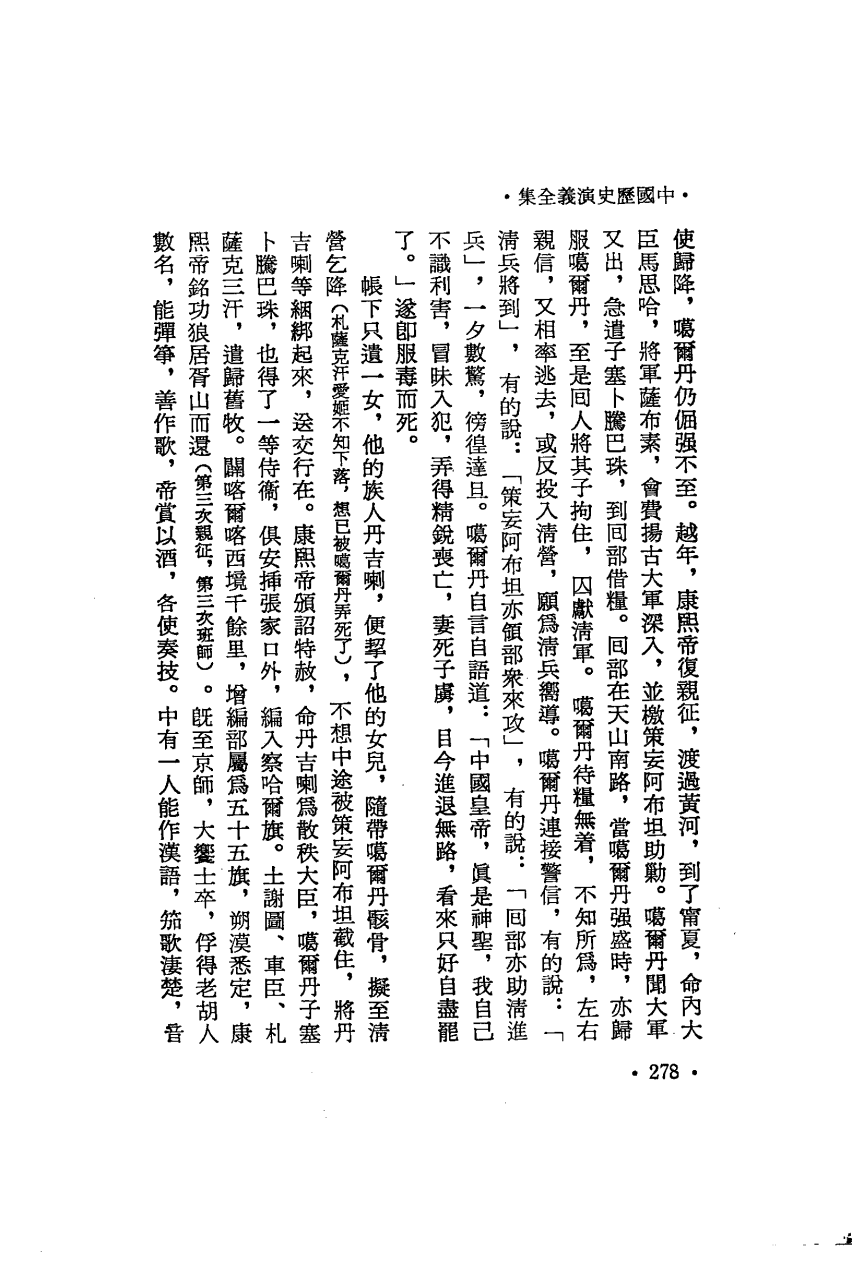 ·中國歷史演義全集·
使歸降，噶爾丹仍倔强不至。越年，康熙帝復親征，渡過黃河，到了甯夏，命內大
臣馬思哈，將軍薩布素，會費揚古大軍深入，並檄策妄阿布坦助勦。噶爾丹聞大軍
又出，急遣子塞卜騰巴珠，到回部借糧。回部在天山南路，當噶爾丹强盛時，亦歸
服噶爾丹，至是回人將其子拘住，囚獻淸軍。噶爾丹待糧無着，不知所爲，左右
親信，又相率逃去，或反投入淸營，願爲淸兵嚮導。噶爾丹連接警信，有的說：「
淸兵將到」，有的說：「策妄阿布坦亦領部衆來攻」，有的說：「回部亦助淸進
兵」，一夕數驚，徬徨達旦。噶爾丹自言自語道：「中國皇帝，眞是神聖，我自己
不識利害，冒昧入犯，弄得精銳喪亡，妻死子虜，目今進退無路，看來只好自盡罷
了。」遂卽服毒而死。
帳下只遺一女，他的族人丹吉喇，便挈了他的女兒，隨帶噶爾丹骸骨，擬至淸
營乞降（札薩克汗愛姬不知下落，想已被噶爾丹弄死了），不想中途被策妄阿布坦截住，將丹
吉喇等綑綁起來，送交行在。康熙帝頒詔特赦，命丹吉喇爲散秩大臣，噶爾丹子塞
卜騰巴珠，也得了一等侍衞，俱安揷張家口外，編入察哈爾旗。土謝圖、車臣、札
薩克三汗，遣歸舊牧。闢喀爾喀西境千餘里，增編部屬爲五十五旗，朔漠悉定，康
熙帝銘功狼居胥山而還（第三次親征，第三次班師）。旣至京師，大饗士卒，俘得老胡人
數名，能彈箏，善作歌，帝賞以酒，各使奏技。中有一人能作漢語，笳歌淒楚，音
·278·